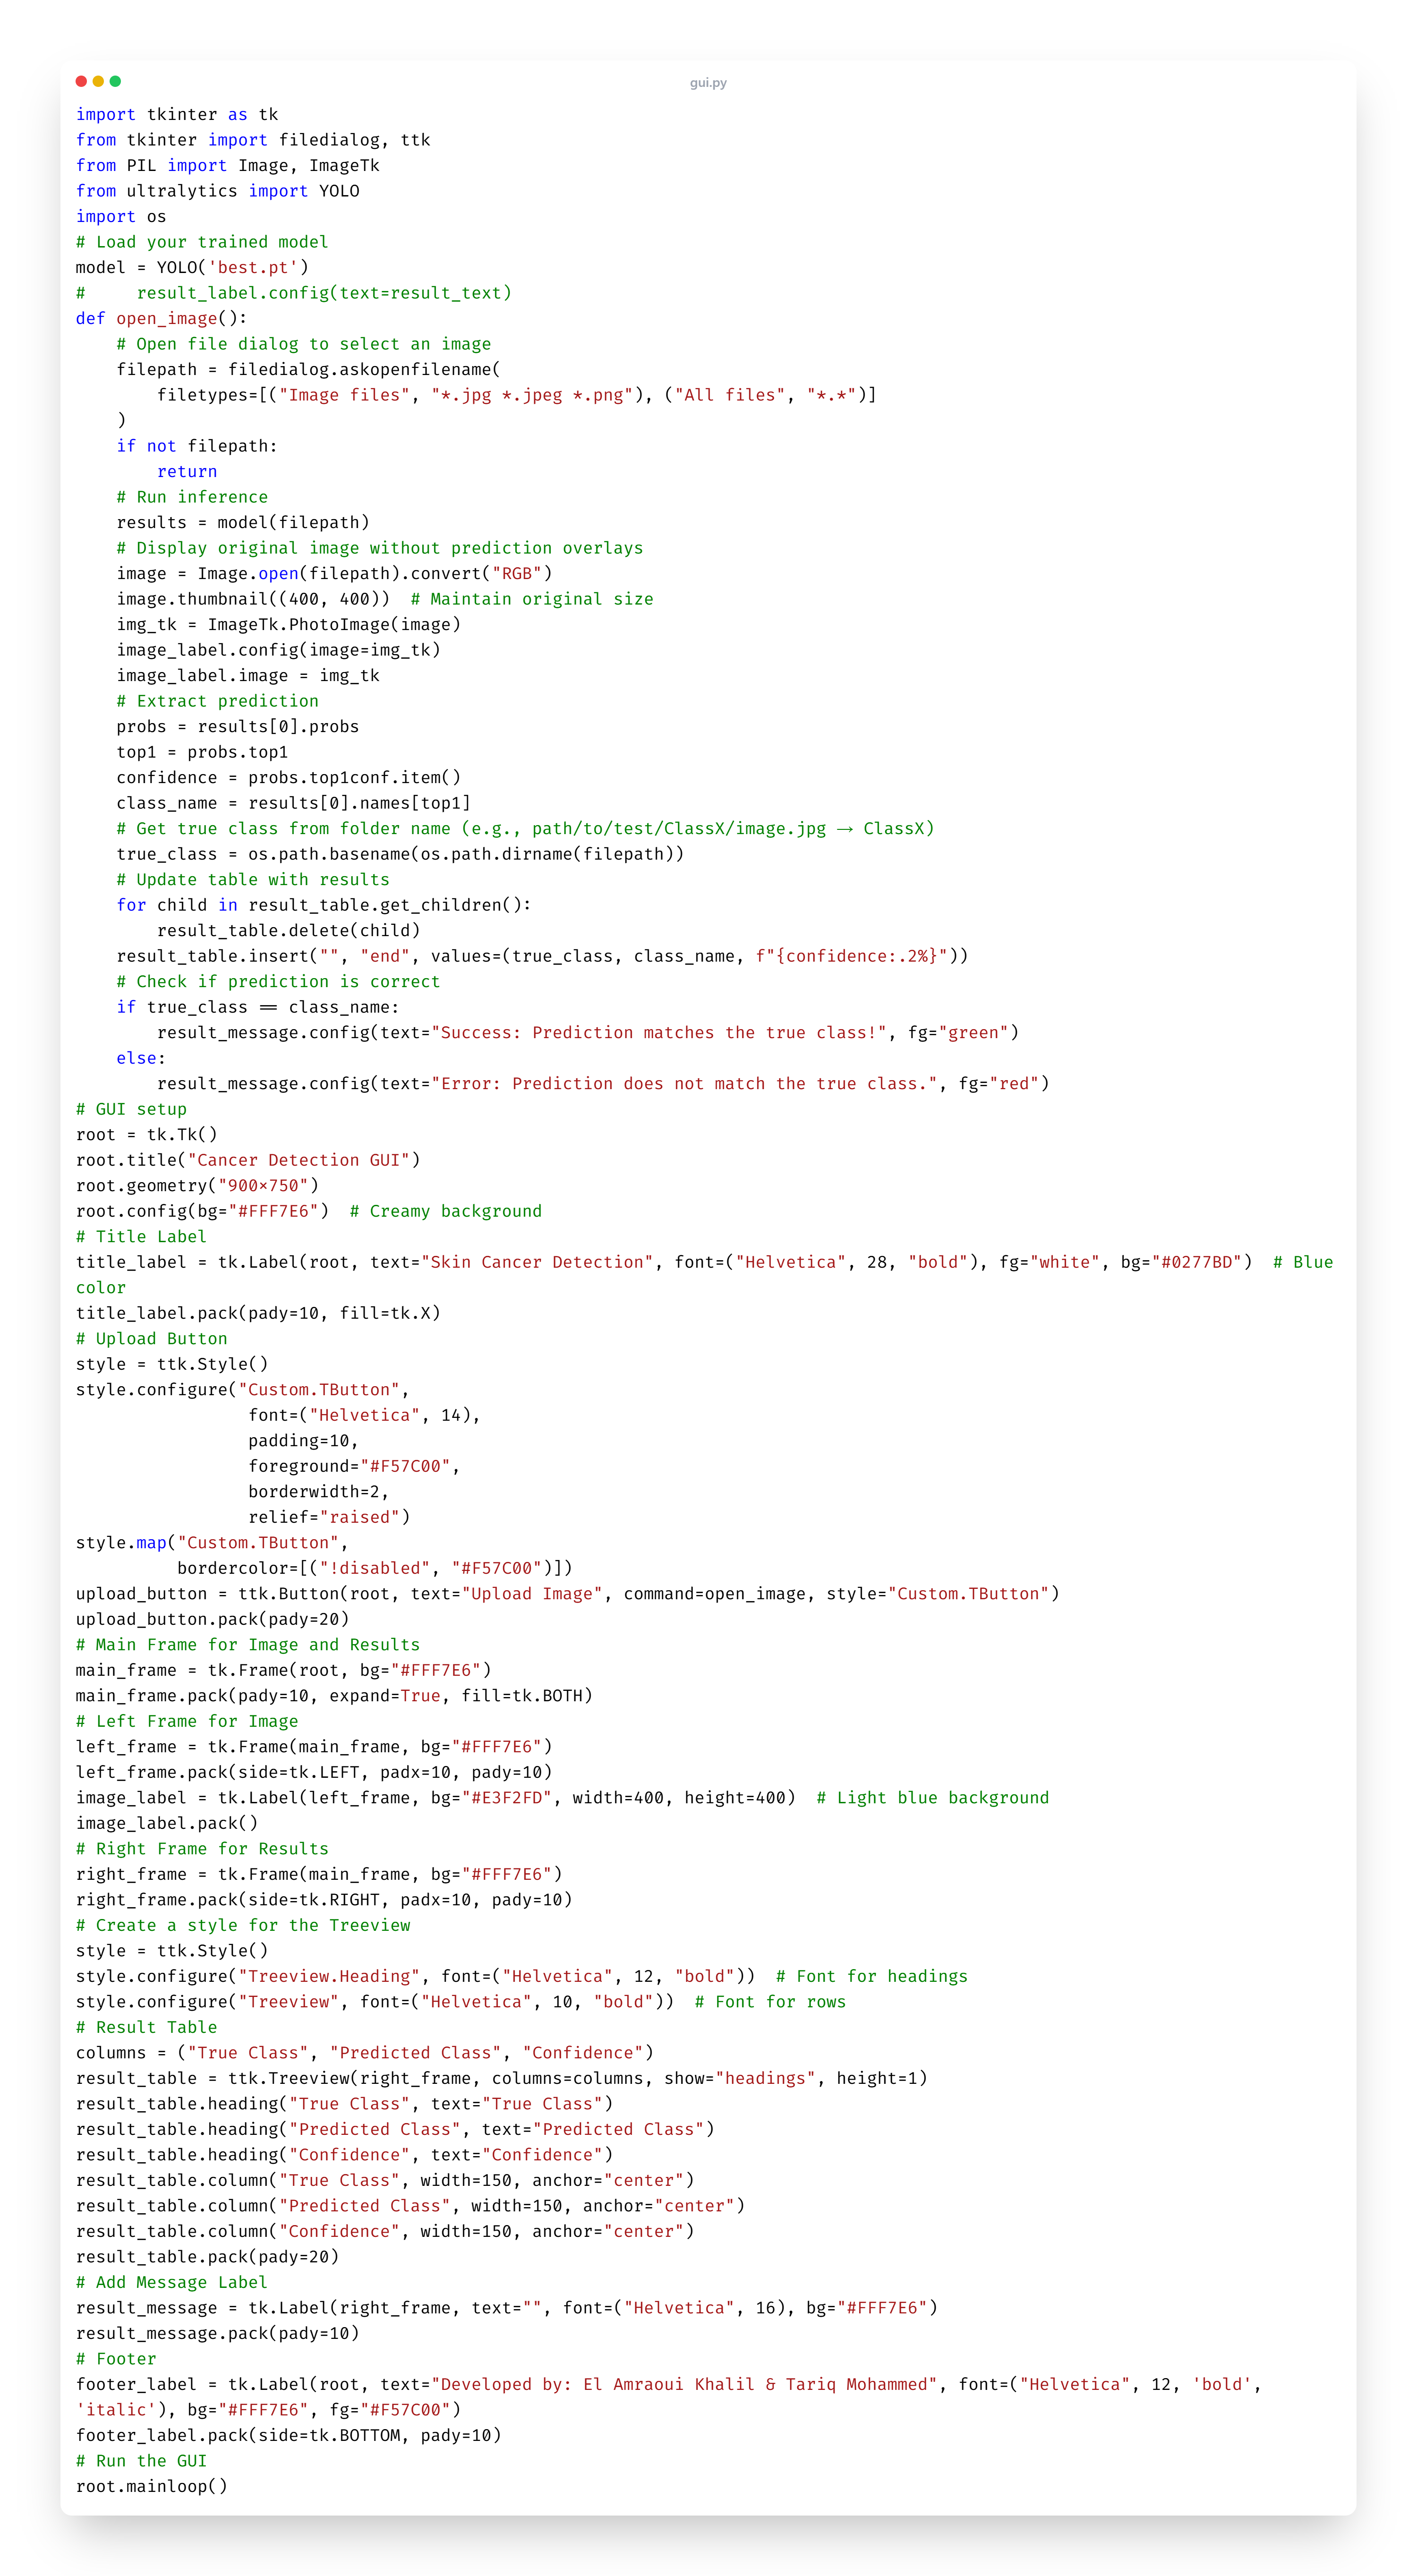 gui.py
import tkinter as tk
from tkinter import filedialog, ttk
from PIL import Image, ImageTk
from ultralytics import YOLO
import os
# Load your trained model
model = YOLO('best.pt')
#     result_label.config(text=result_text)
def open_image():
    # Open file dialog to select an image
    filepath = filedialog.askopenfilename(
        filetypes=[("Image files", "*.jpg *.jpeg *.png"), ("All files", "*.*")]
    )
    if not filepath:
        return
    # Run inference
    results = model(filepath)
    # Display original image without prediction overlays
    image = Image.open(filepath).convert("RGB")
    image.thumbnail((400, 400))  # Maintain original size
    img_tk = ImageTk.PhotoImage(image)
    image_label.config(image=img_tk)
    image_label.image = img_tk
    # Extract prediction
    probs = results[0].probs
    top1 = probs.top1
    confidence = probs.top1conf.item()
    class_name = results[0].names[top1]
    # Get true class from folder name (e.g., path/to/test/ClassX/image.jpg → ClassX)
    true_class = os.path.basename(os.path.dirname(filepath))
    # Update table with results
    for child in result_table.get_children():
        result_table.delete(child)
    result_table.insert("", "end", values=(true_class, class_name, f"{confidence:.2%}"))
    # Check if prediction is correct
    if true_class == class_name:
        result_message.config(text="Success: Prediction matches the true class!", fg="green")
    else:
        result_message.config(text="Error: Prediction does not match the true class.", fg="red")
# GUI setup
root = tk.Tk()
root.title("Cancer Detection GUI")
root.geometry("900×750")
root.config(bg="#FFF7E6")  # Creamy background
# Title Label
title_label = tk.Label(root, text="Skin Cancer Detection", font=("Helvetica", 28, "bold"), fg="white", bg="#0277BD")  # Blue
color
title_label.pack(pady=10, fill=tk.X)
# Upload Button
style = ttk.Style()
style.configure("Custom.TButton",
                 font=("Helvetica", 14),
                 padding=10,
                 foreground="#F57C00",
                 borderwidth=2,
                 relief="raised")
style.map("Custom.TButton",
          bordercolor=[("!disabled", "#F57C00")])
upload_button = ttk.Button(root, text="Upload Image", command=open_image, style="Custom.TButton")
upload_button.pack(pady=20)
# Main Frame for Image and Results
main_frame = tk.Frame(root, bg="#FFF7E6")
main_frame.pack(pady=10, expand=True, fill=tk.BOTH)
# Left Frame for Image
left_frame = tk.Frame(main_frame, bg="#FFF7E6")
left_frame.pack(side=tk.LEFT, padx=10, pady=10)
image_label = tk.Label(left_frame, bg="#E3F2FD", width=400, height=400)  # Light blue background
image_label.pack()
# Right Frame for Results
right_frame = tk.Frame(main_frame, bg="#FFF7E6")
right_frame.pack(side=tk.RIGHT, padx=10, pady=10)
# Create a style for the Treeview
style = ttk.Style()
style.configure("Treeview.Heading", font=("Helvetica", 12, "bold"))  # Font for headings
style.configure("Treeview", font=("Helvetica", 10, "bold"))  # Font for rows
# Result Table
columns = ("True Class", "Predicted Class", "Confidence")
result_table = ttk.Treeview(right_frame, columns=columns, show="headings", height=1)
result_table.heading("True Class", text="True Class")
result_table.heading("Predicted Class", text="Predicted Class")
result_table.heading("Confidence", text="Confidence")
result_table.column("True Class", width=150, anchor="center")
result_table.column("Predicted Class", width=150, anchor="center")
result_table.column("Confidence", width=150, anchor="center")
result_table.pack(pady=20)
# Add Message Label
result_message = tk.Label(right_frame, text="", font=("Helvetica", 16), bg="#FFF7E6")
result_message.pack(pady=10)
# Footer
footer_label = tk.Label(root, text="Developed by: El Amraoui Khalil & Tariq Mohammed", font=("Helvetica", 12, 'bold',
'italic'), bg="#FFF7E6", fg="#F57C00")
footer_label.pack(side=tk.BOTTOM, pady=10)
# Run the GUI
root.mainloop()